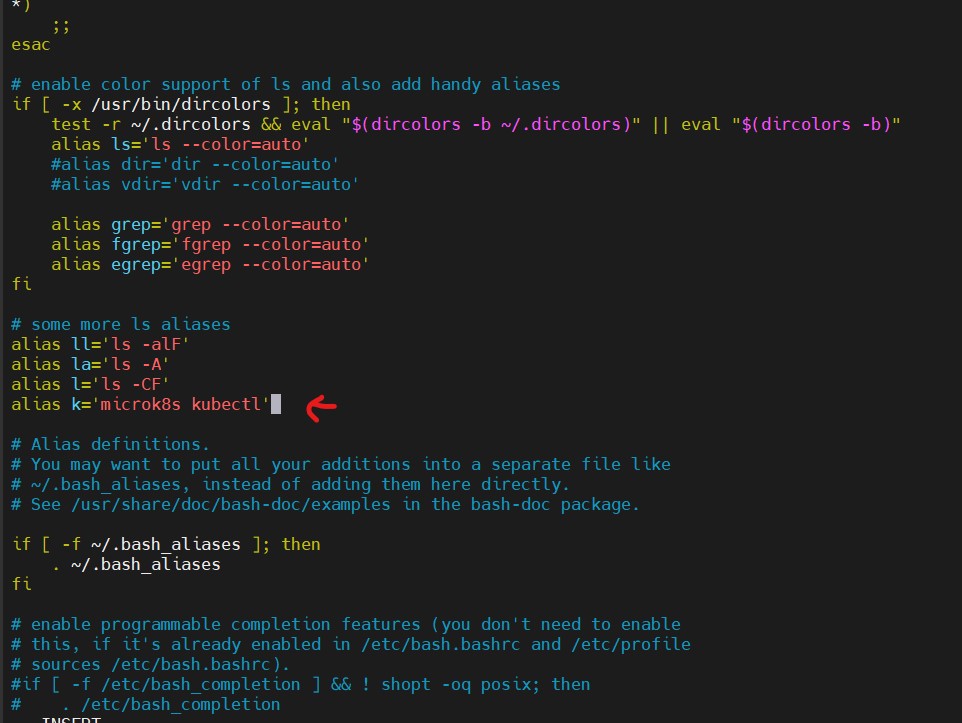 *)
    ;;
esac

# enable color support of ls and also add handy aliases
if [ -x /usr/bin/dircolors ]; then
    test -r ~/.dircolors && eval "$(dircolors -b ~/.dircolors)" || eval "$(dircolors -b)"
    alias ls='ls --color=auto'
    #alias dir='dir --color=auto'
    #alias vdir='vdir --color=auto'

    alias grep='grep --color=auto'
    alias fgrep='fgrep --color=auto'
    alias egrep='egrep --color=auto'
fi

# some more ls aliases
alias ll='ls -alF'
alias la='ls -A'
alias l='ls -CF'
alias k='microk8s kubectl'

# Alias definitions.
# You may want to put all your additions into a separate file like
# ~/.bash_aliases, instead of adding them here directly.
# See /usr/share/doc/bash-doc/examples in the bash-doc package.

if [ -f ~/.bash_aliases ]; then
    . ~/.bash_aliases
fi

# enable programmable completion features (you don't need to enable
# this, if it's already enabled in /etc/bash.bashrc and /etc/profile
# sources /etc/bash.bashrc).
#if [ -f /etc/bash_completion ] && ! shopt -oq posix; then
#    . /etc/bash_completion
-- INSERT --